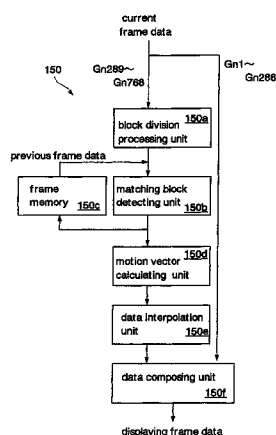 current
frame data
Gn289~
Gn768
Gn1~
Gn288
150
150a
block division
processing unit
previous frame data
frame
memory
150c
matching block
detecting unit
150b
150d
motion vector
calculating unit
data interpolation
unit
150e
data composing unit
150f
displaying frame data